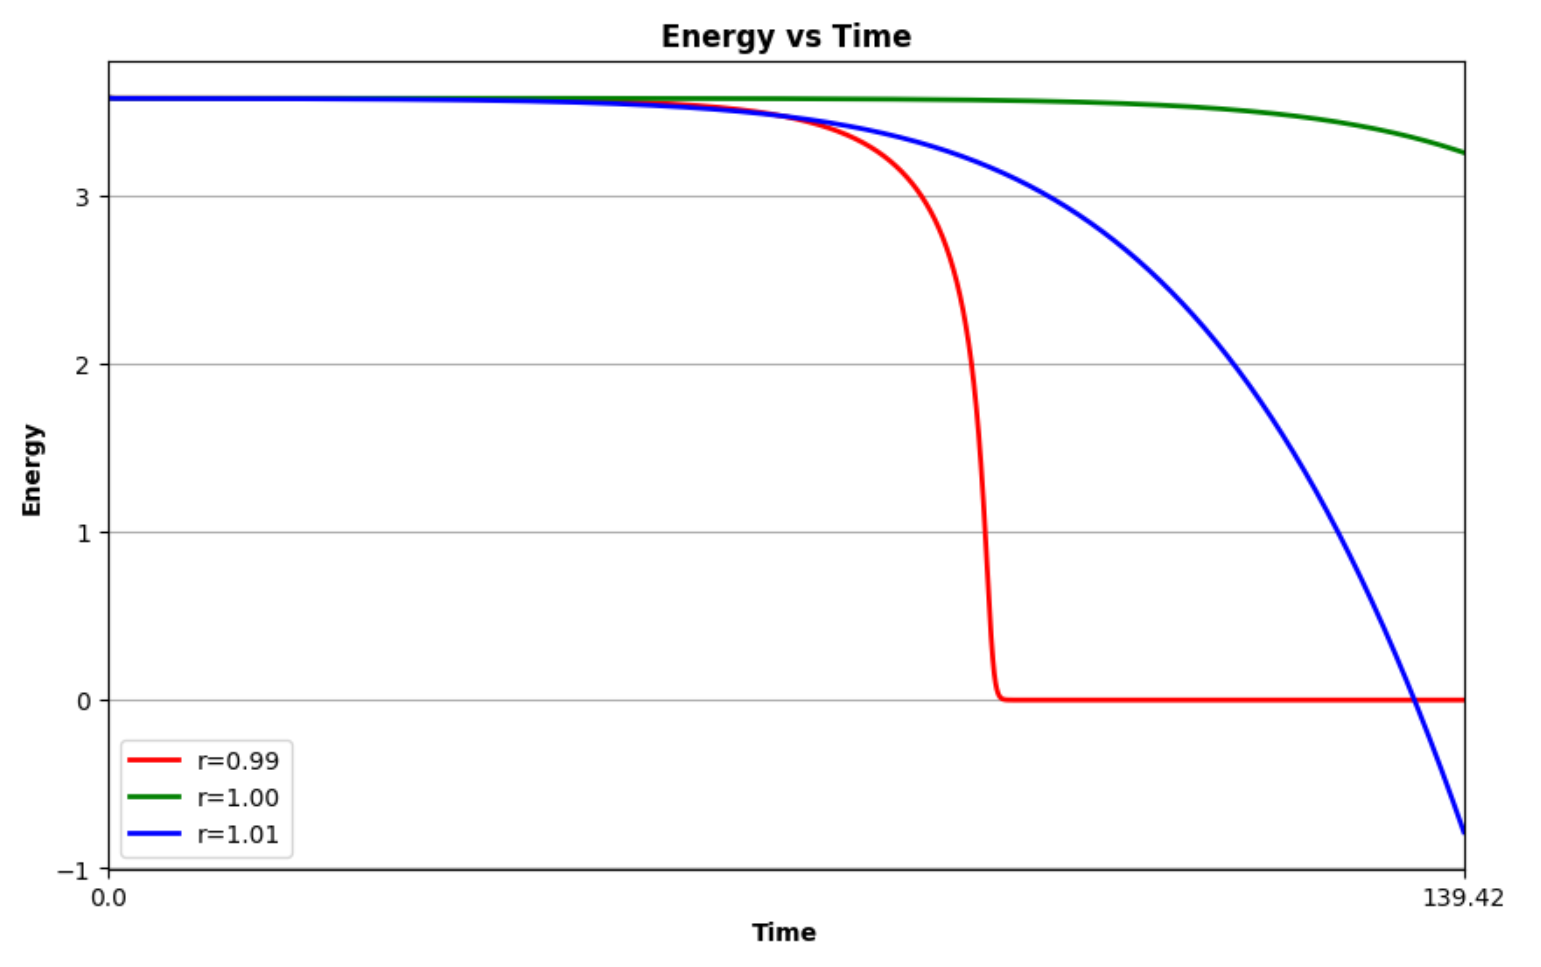 Energy vs Time
Energy
3
2
1
0
−1
r=0.99
r=1.00
r=1.01
0.0
139.42
Time